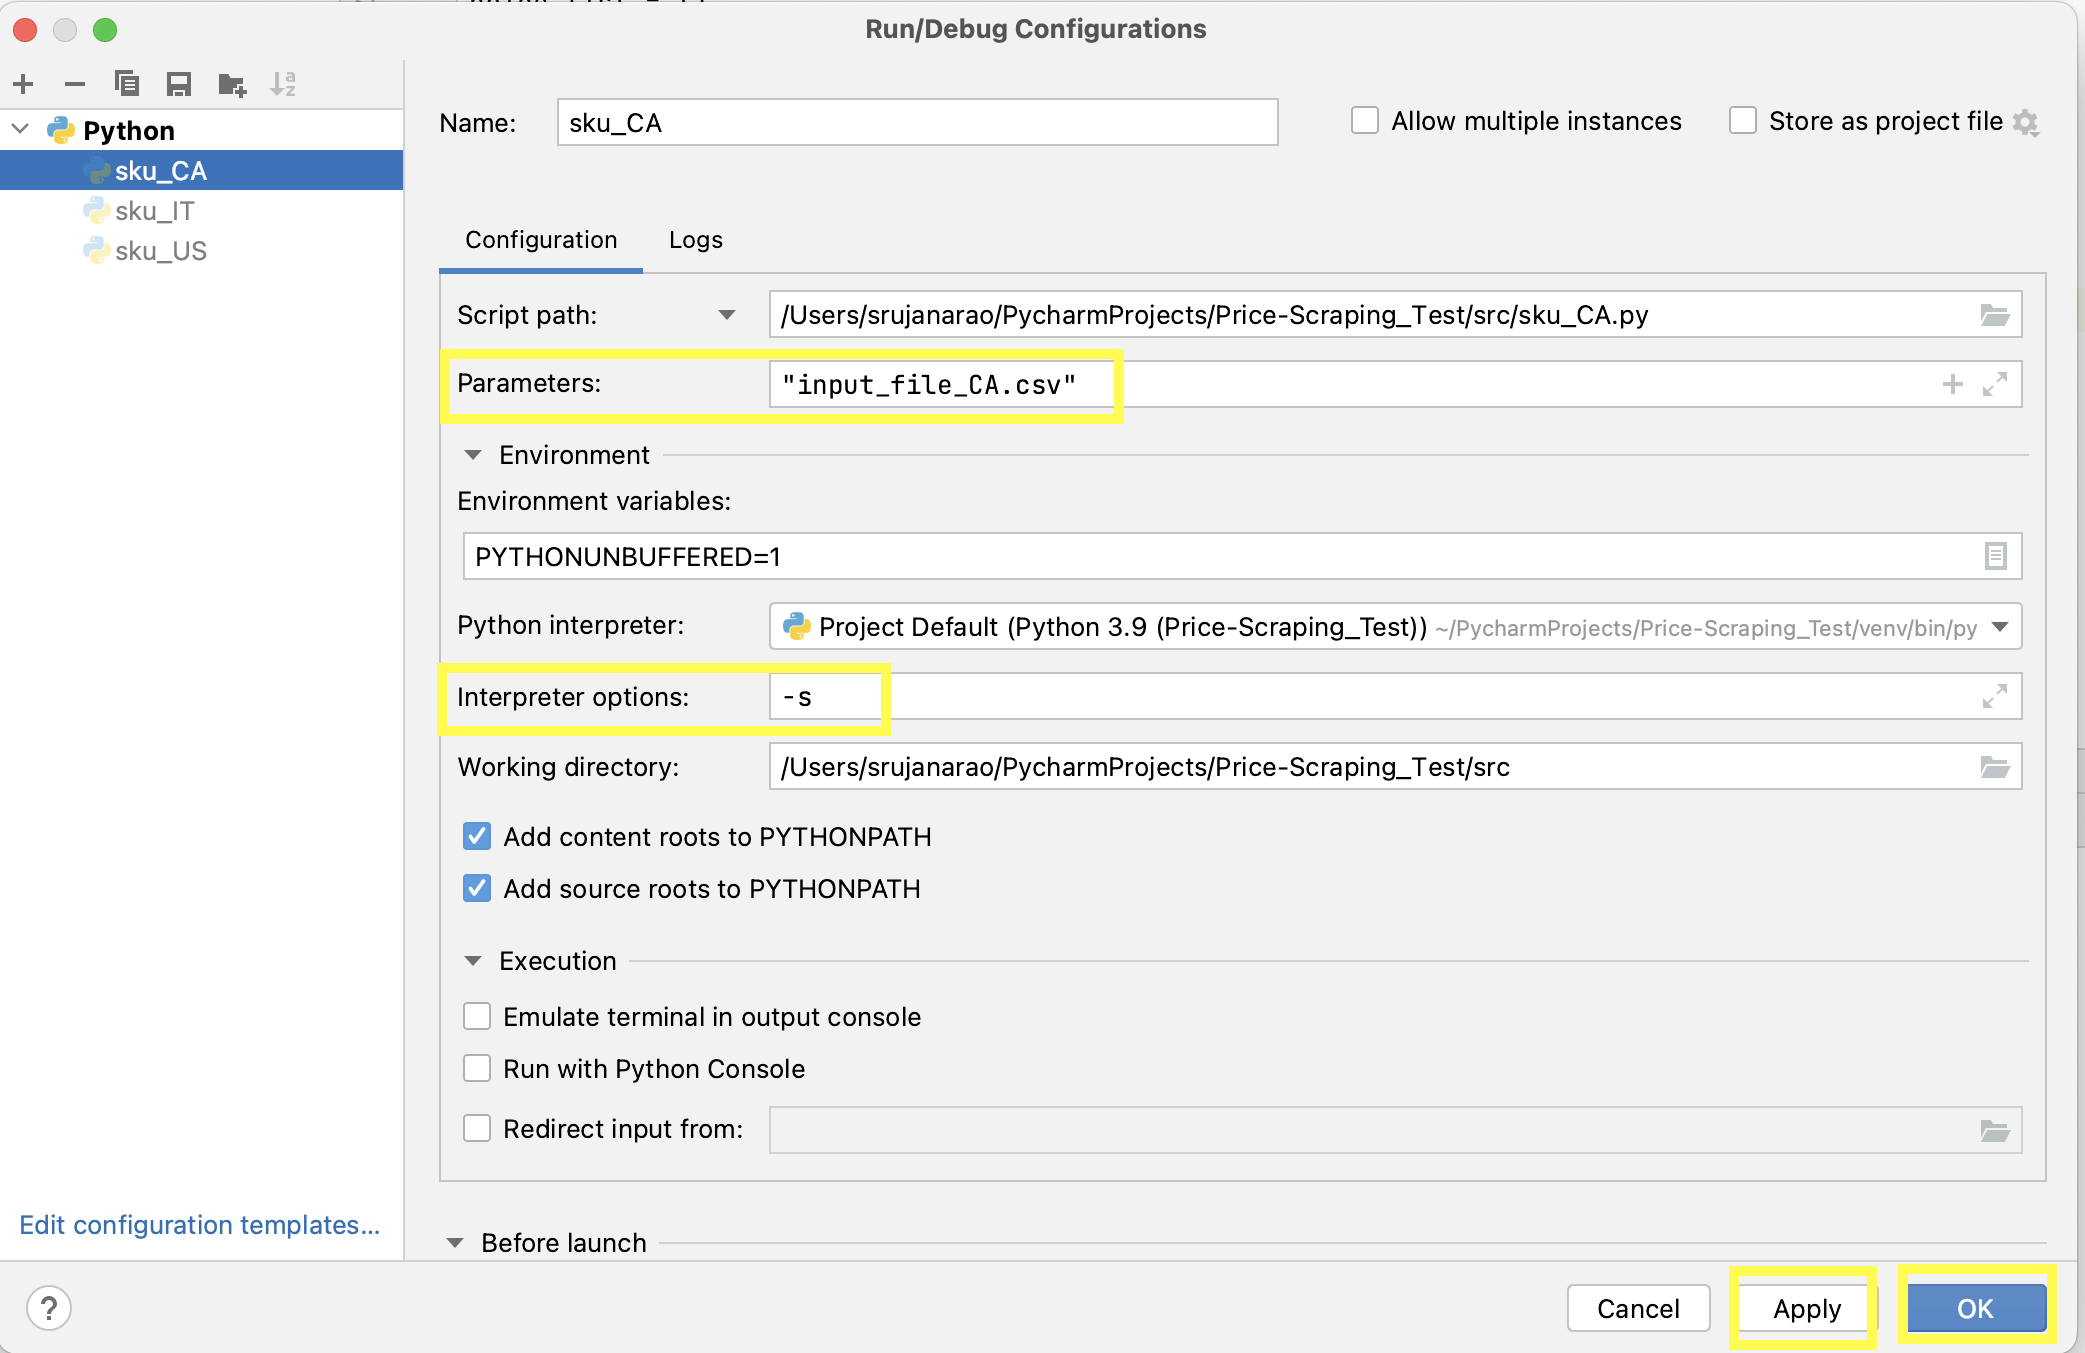 Run/Debug Configurations
Python
sku_CA
sku_IT
sku_US
Edit configuration templates...
Name: sku_CA
Allow multiple instances
Store as project file
Configuration Logs
Script path: /Users/srujanarao/PycharmProjects/Price-Scraping_Test/src/sku_CA.py
Parameters: "input_file_CA.csv"
Environment
Environment variables:
PYTHONUNBUFFERED=1
Python interpreter: Project Default (Python 3.9 (Price-Scraping_Test)) ~/PycharmProjects/Price-Scraping_Test/venv/bin/py
Interpreter options: -s
Working directory: /Users/srujanarao/PycharmProjects/Price-Scraping_Test/src
Add content roots to PYTHONPATH
Add source roots to PYTHONPATH
Execution
Emulate terminal in output console
Run with Python Console
Redirect input from:
Before launch
? Cancel Apply OK